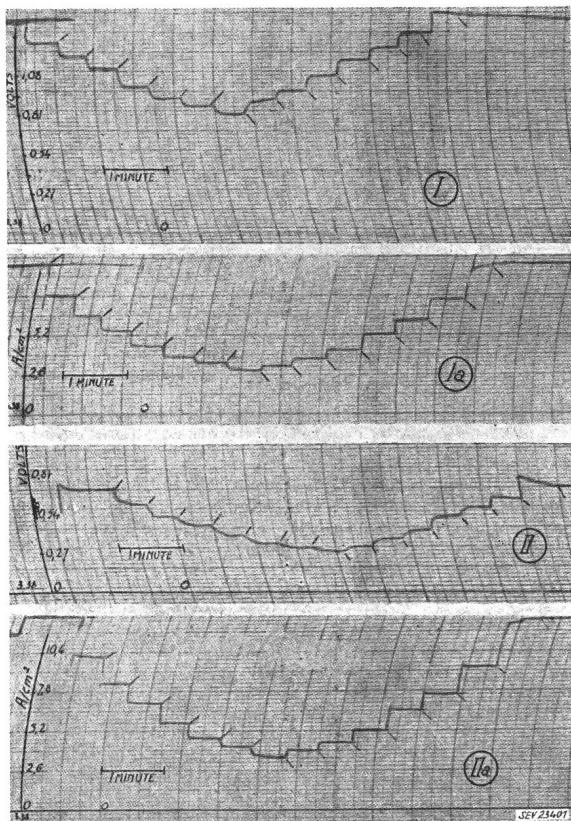 VOLTS
1,08
0,81
0,54
0,27
0
1 MINUTE
0
I
A/cm²
5,2
2,6
0
1 MINUTE
0
Ia
VOLTS
0,81
0,54
0,27
0
1 MINUTE
0
II
A/cm²
10,4
7,8
5,2
2,6
0
1 MINUTE
0
IIa
SEV 23401